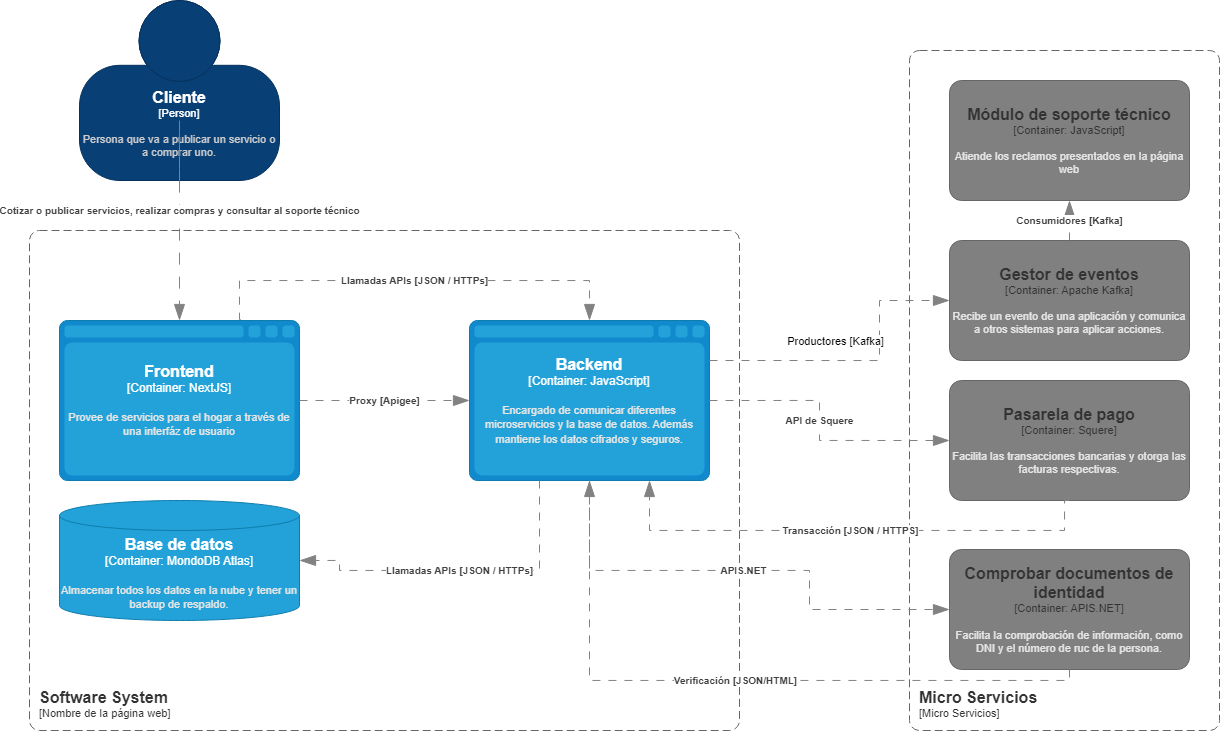 Cliente
[Person]
Persona que va a publicar un servicio o
a comprar uno.
Cotizar o publicar servicios, realizar compras y consultar al soporte técnico
Llamadas APIs [JSON / HTTPs]
Frontend
[Container: NextJS]
Provee de servicios para el hogar a través de
una interfáz de usuario
Proxy [Apigee]
Backend
[Container: JavaScript]
Encargado de comunicar diferentes
microservicios y la base de datos. Además
mantiene los datos cifrados y seguros.
Base de datos
[Container: MondoDB Atlas]
Almacenar todos los datos en la nube y tener un
backup de respaldo.
Llamadas APIs [JSON / HTTPs]
Software System
[Nombre de la página web]
Productores [Kafka]
API de Squere
Transacción [JSON / HTTPS]
APIS.NET
Verificación [JSON/HTML]
Módulo de soporte técnico
[Container: JavaScript]
Atiende los reclamos presentados en la página
web
Consumidores [Kafka]
Gestor de eventos
[Container: Apache Kafka]
Recibe un evento de una aplicación y comunica
a otros sistemas para aplicar acciones.
Pasarela de pago
[Container: Squere]
Facilita las transacciones bancarias y otorga las
facturas respectivas.
Comprobar documentos de
identidad
[Container: APIS.NET]
Facilita la comprobación de información, como
DNI y el número de ruc de la persona.
Micro Servicios
[Micro Servicios]